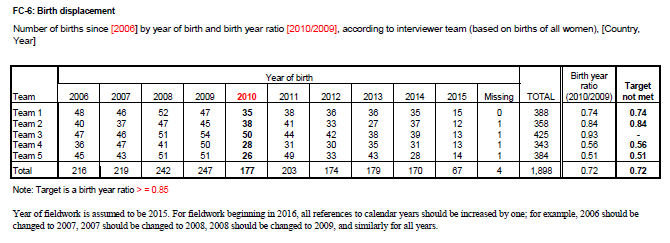 FC-6: Birth displacement
Number of births since [2006] by year of birth and birth year ratio [2010/2009], according to interviewer team (based on births of all women), [Country, Year]
Year of birth
Team 2006 2007 2008 2009 2010 2011 2012 2013 2014 2015 Missing TOTAL Birth year ratio (2010/2009) Target not met
Team 1 48 46 52 47 35 38 36 36 35 15 0 388 0.74 0.74
Team 2 40 37 47 45 38 41 33 27 37 12 1 358 0.84 0.84
Team 3 47 46 51 54 50 44 42 38 39 13 1 425 0.93 -
Team 4 36 47 41 50 28 31 30 35 31 13 1 343 0.56 0.56
Team 5 45 43 51 51 26 49 33 43 28 14 1 384 0.51 0.51
Total 216 219 242 247 177 203 174 179 170 67 4 1,898 0.72 0.72
Note: Target is a birth year ratio > = 0.85
Year of fieldwork is assumed to be 2015. For fieldwork beginning in 2016, all references to calendar years should be increased by one; for example, 2006 should be
changed to 2007, 2007 should be changed to 2008, 2008 should be changed to 2009, and similarly for all years.